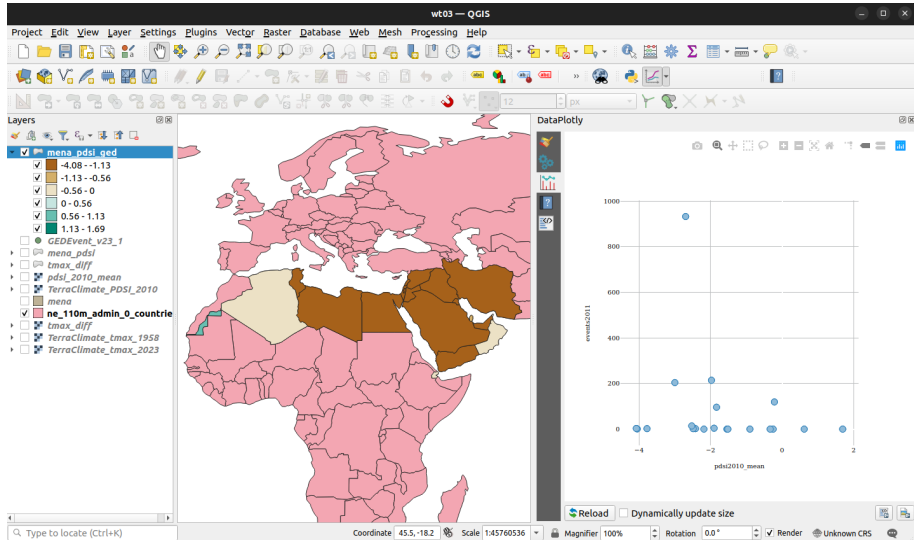 wt03 — QGIS
Project Edit View Layer Settings Plugins Vector Raster Database Web Mesh Processing Help
abc abc abc »
12 px
Layers
DataPlotly
mena_pdsi_ged
-4.08 - -1.13
-1.13 - -0.56
-0.56 - 0
0 - 0.56
0.56 - 1.13
1.13 - 1.69
GEDEvent_v23_1
mena_pdsi
tmax_diff
pdsi_2010_mean
TerraClimate_PDSI_2010
mena
ne_110m_admin_0_countrie
tmax_diff
TerraClimate_tmax_1958
TerraClimate_tmax_2023
1000
800
600
400
200
0
events2011
−4
−2
0
2
pdsi2010_mean
Reload Dynamically update size
Type to locate (Ctrl+K) Coordinate 45.5,-18.2 Scale 1:45760536 Magnifier 100% Rotation 0.0 ° Render Unknown CRS